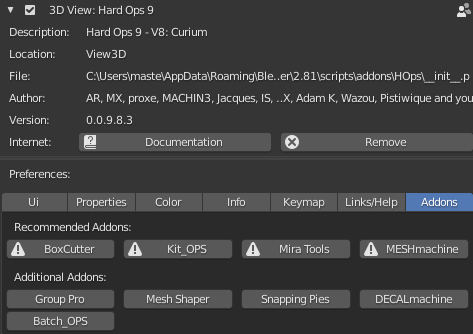 3D View: Hard Ops 9
Description: Hard Ops 9 - V8: Curium
Location: View3D
File: C:\Users\maste\AppData\Roaming\Ble..er\2.81\scripts\addons\HOps\__init__.p
Author: AR, MX, proxe, MACHIN3, Jacques, IS, ..X, Adam K, Wazou, Pistiwique and you
Version: 0.0.9.8.3
Internet: Documentation Remove
Preferences:
Ui Properties Color Info Keymap Links/Help Addons
Recommended Addons:
BoxCutter Kit_OPS Mira Tools MESHmachine
Additional Addons:
Group Pro Mesh Shaper Snapping Pies DECALmachine
Batch_OPS